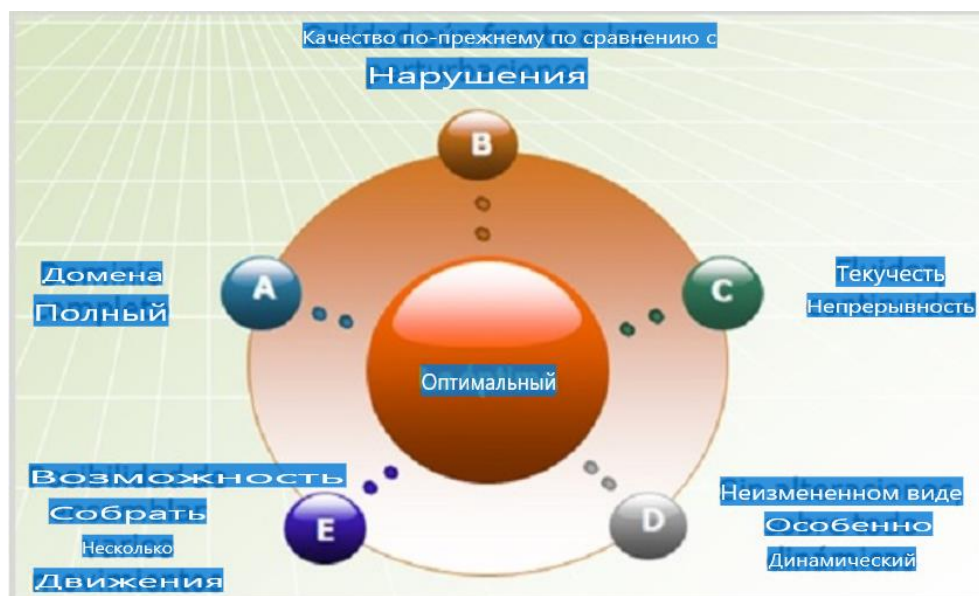 Качество по-прежнему по сравнению с
Нарушения
B
Домена
Полный
A
C
Текучесть
Непрерывность
Оптимальный
Возможность
Собрать
Несколько
Движения
E
D
Неизмененном виде
Особенно
Динамический